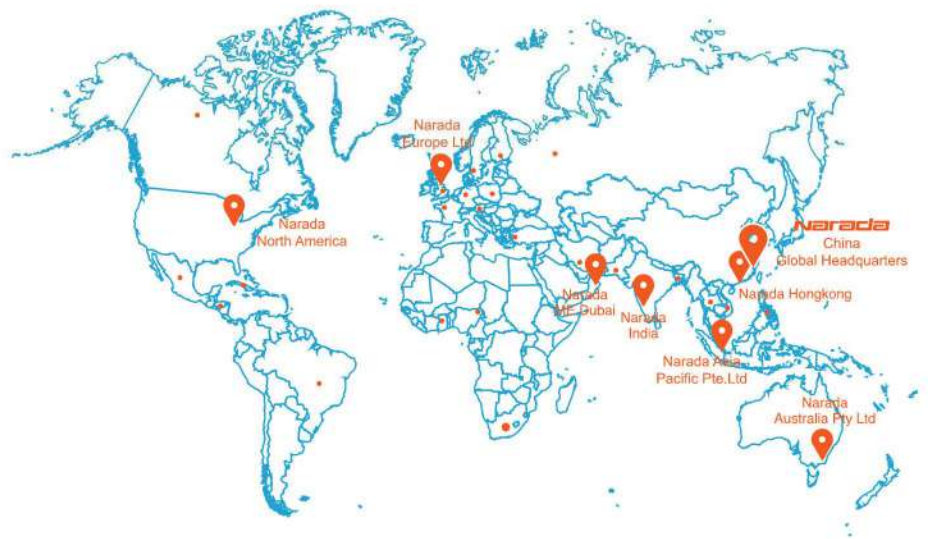 Narada
Europe Ltd
Narada
North America
Narada
China
Global Headquarters
Narada Hongkong
Narada
ME Dubai
Narada
India
Narada Asia
Pacific Pte.Ltd
Narada
Australia Pty Ltd